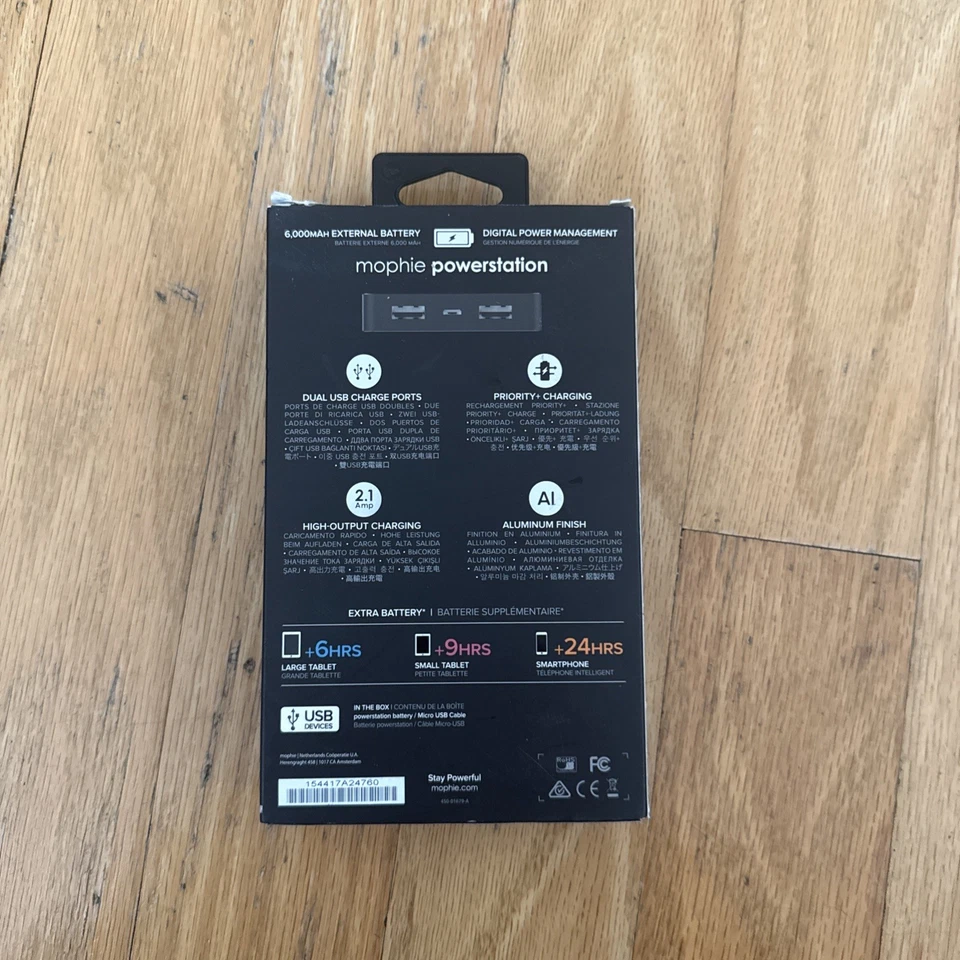 6,000MAH EXTERNAL BATTERY
BATTERIE EXTERNE 6,000 MAH
DIGITAL POWER MANAGEMENT
GESTION NUMERIQUE DE L'ÉNERGIE
mophie powerstation
DUAL USB CHARGE PORTS
PORTS DE CHARGE USB DOUBLES • DUE
PORTE DI RICARICA USB • ZWEI USB-
LADEANSCHLÜSSE • DOS PUERTOS DE
CARGA USB • PORTA USB DUPLA DE
CARREGAMENTO • ДДВА ПОРТА ЗАРЯДКИ USB
• ÇIFT USB BAĞLANTI NOKTASI • デュアルUSB充
電ポート • 이중 USB 충전 포트 • 双USB充电端口
• 雙USB充電端口
PRIORITY+ CHARGING
RECHARGEMENT PRIORITY+ • STAZIONE
PRIORITY+ CHARGE • PRIORITÄT+LADUNG
• PRIORIDAD+ CARGA • CARREGAMENTO
PRIORITÁRIO+ • ПРИОРИТЕТ+ ЗАРЯДКА
• ÖNCELIKLI+ ŞARJ • 優先+ 充電 • 우선 순위+
충전 • 优先级+充电 • 優先級+充電
2.1
Amp
HIGH-OUTPUT CHARGING
CARICAMENTO RAPIDO • HOHE LEISTUNG
BEIM AUFLADEN • CARGA DE ALTA SALIDA
• CARREGAMENTO DE ALTA SAÍDA • ВЫСОКОЕ
ЗНАЧЕНИЕ ТОКА ЗАРЯДКИ • YÜKSEK ÇIKIŞLI
ŞARJ • 高出力充電 • 고출력 충전 • 高输出充电
• 高輸出充電
Al
ALUMINUM FINISH
FINITION EN ALUMINIUM • FINITURA IN
ALLUMINIO • ALUMINIUMBESCHICHTUNG
• ACABADO DE ALUMINIO • REVESTIMENTO EM
ALUMÍNIO • АЛЮМИНИЕВАЯ ОТДЕЛКА
• ALÜMINYUM KAPLAMA • アルミニウム仕上げ
• 알루미늄 마감 처리 • 铝制外壳 • 鋁製外殼
EXTRA BATTERY* | BATTERIE SUPPLÉMENTAIRE*
+6HRS
LARGE TABLET
GRANDE TABLETTE
+9HRS
SMALL TABLET
PETITE TABLETTE
+24HRS
SMARTPHONE
TÉLÉPHONE INTELLIGENT
USB
DEVICES
IN THE BOX | CONTENU DE LA BOÎTE
powerstation battery / Micro USB Cable
Batterie powerstation / Câble Micro-USB
mophie | Netherlands Coöperatie U.A.
Herengracht 458 | 1017 CA Amsterdam
154417A24760
Stay Powerful
mophie.com
RoHS
FC
CE